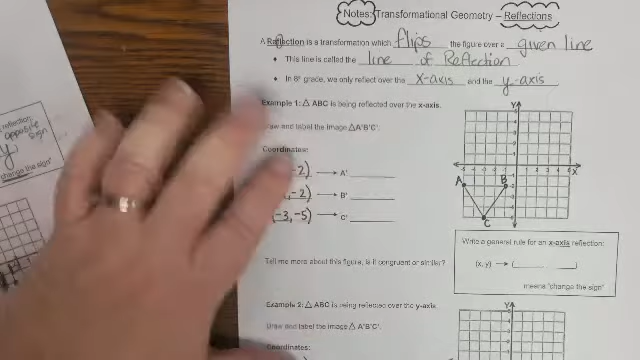 Notes: Transformational Geometry – Reflections
A Reflection is a transformation which flips the figure over a given line
• This line is called the line of Reflection
• In 8th grade, we only reflect over the x-axis and the y-axis
Example 1: △ ABC is being reflected over the x-axis.
Draw and label the image △A'B'C'.
Coordinates:
-2) → A'
, -2) → B'
(-3, -5) → C'
Y
X
A
B
C
Tell me more about this figure, is it congruent or similar?
Write a general rule for an x-axis reflection:
(x, y) → ( )
means "change the sign"
Example 2: △ ABC is being reflected over the y-axis.
Draw and label the image △ A'B'C'.
Coordinates:
Y
reflection
opposite
sign
y
change the sign"